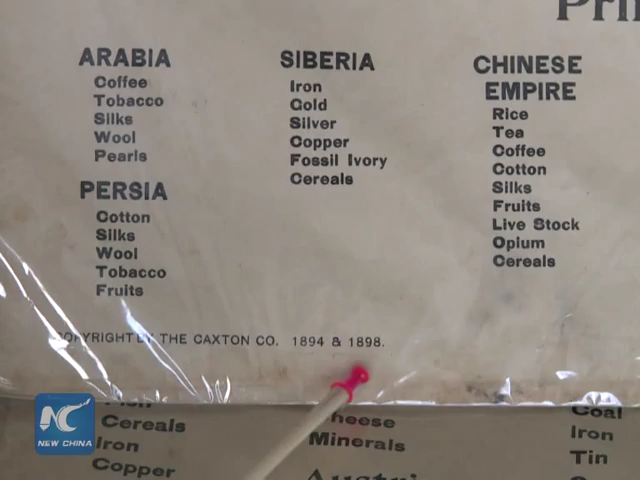 ARABIA
Coffee
Tobacco
Silks
Wool
Pearls
PERSIA
Cotton
Silks
Wool
Tobacco
Fruits
SIBERIA
Iron
Gold
Silver
Copper
Fossil Ivory
Cereals
CHINESE
EMPIRE
Rice
Tea
Coffee
Cotton
Silks
Fruits
Live Stock
Opium
Cereals
COPYRIGHT BY THE CAXTON CO. 1894 & 1898.
Cereals
Iron
Copper
Cheese
Minerals
Coal
Iron
Tin
NC
NEW CHINA